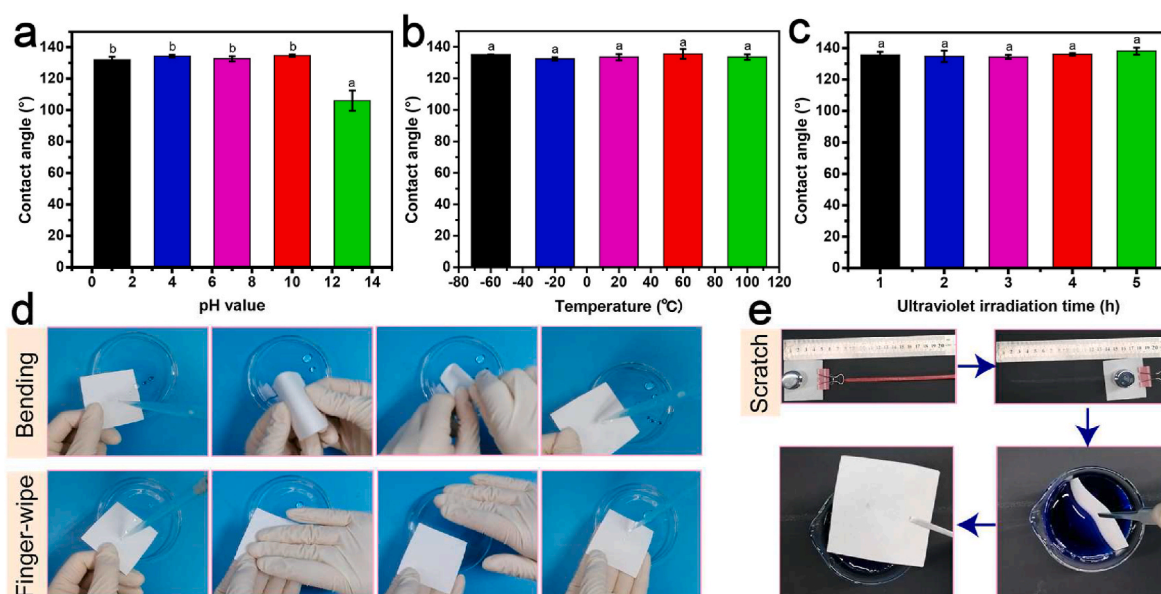 a
b
c
b
b
b
b
a
a
a
a
a
a
a
a
a
a
a
140
120
100
80
60
40
20
0
Contact angle (°)
0 2 4 6 8 10 12 14
pH value
140
120
100
80
60
40
20
0
Contact angle (°)
-80 -60 -40 -20 0 20 40 60 80 100 120
Temperature (℃)
160
140
120
100
80
60
40
20
0
Contact angle (°)
1 2 3 4 5
Ultraviolet irradiation time (h)
d
Bending
Finger-wipe
e
Scratch